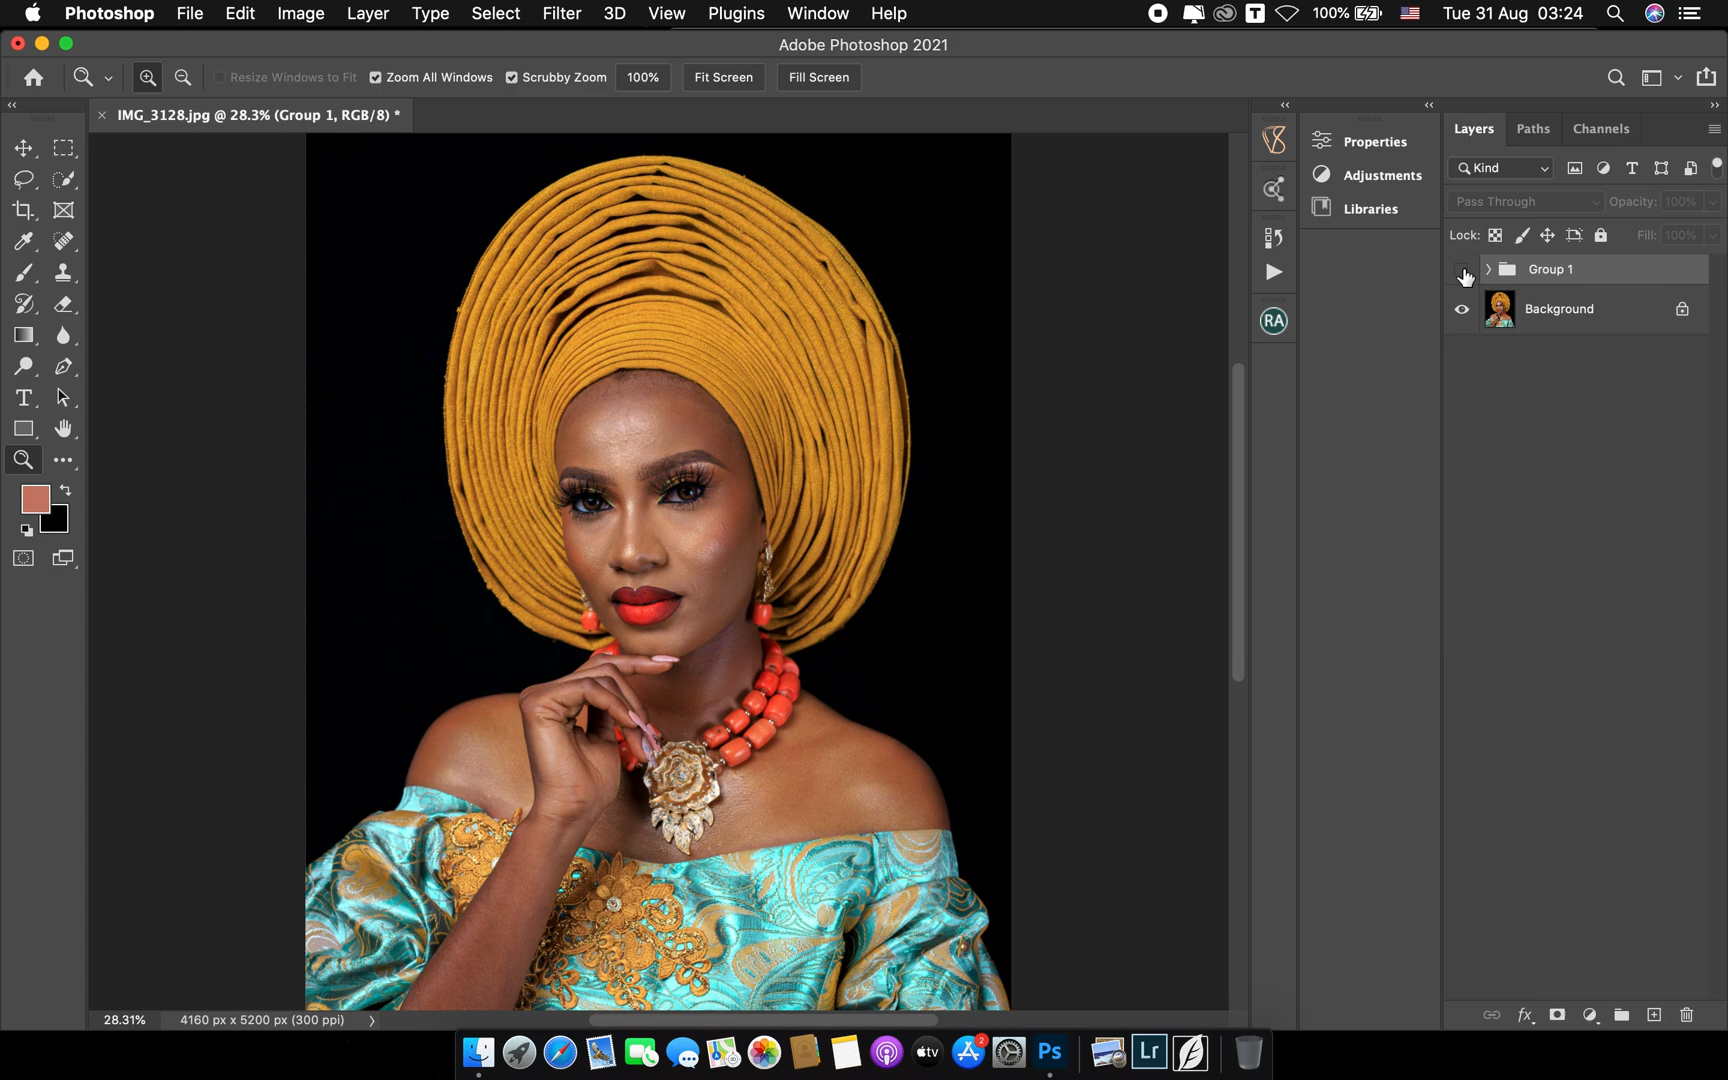 Photoshop File Edit Image Layer Type Select Filter 3D View Plugins Window Help T 100% Tue 31 Aug 03:24
Adobe Photoshop 2021
Resize Windows to Fit Zoom All Windows Scrubby Zoom 100% Fit Screen Fill Screen
× IMG_3128.jpg @ 28.3% (Group 1, RGB/8) *
Layers Paths Channels
Properties
Adjustments
Libraries
Kind
Pass Through Opacity: 100%
Lock: Fill: 100%
Group 1
Background
RA
28.31% 4160 px x 5200 px (300 ppi)
fx
tv
2
Ps
Lr